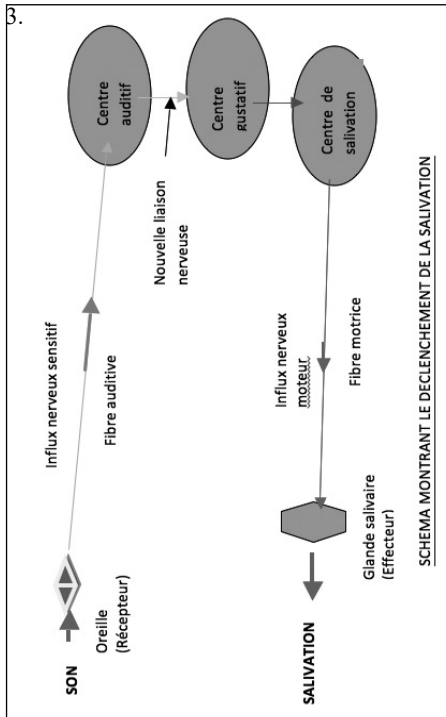 3.
SON
Oreille
(Récepteur)
Influx nerveux sensitif
Fibre auditive
Centre
auditif
Nouvelle liaison
nerveuse
Centre
gustatif
Centre de
salivation
Influx nerveux
moteur
Fibre motrice
Glande salivaire
(Effecteur)
SALIVATION
SCHEMA MONTRANT LE DECLENCHEMENT DE LA SALIVATION